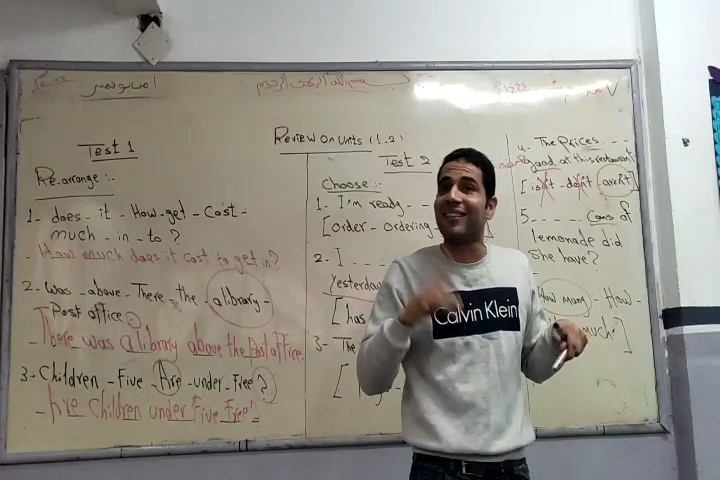 بسم الله الرحمن الرحيم
Review On Units (1-2)
Test 1
Re-arrange:-
1- does - it - How - get - Cost -
much - in - to ?
- How much does it cost to get in?
2- was - above - There - the - a library -
Post office .
- There was a library above the Post office.
3- Children - Five - Are - under - Free ?
- Are Children under Five Free?
Test 2
Choose :-
1- I'm ready
[order - ordering -
2- I
Yesterday
[has
3- The
[
4- The Prices
good at this restaurant
[isn't - don't - aren't]
5 Cans of
lemonade did
she have?
How many - How
much]
Calvin Klein